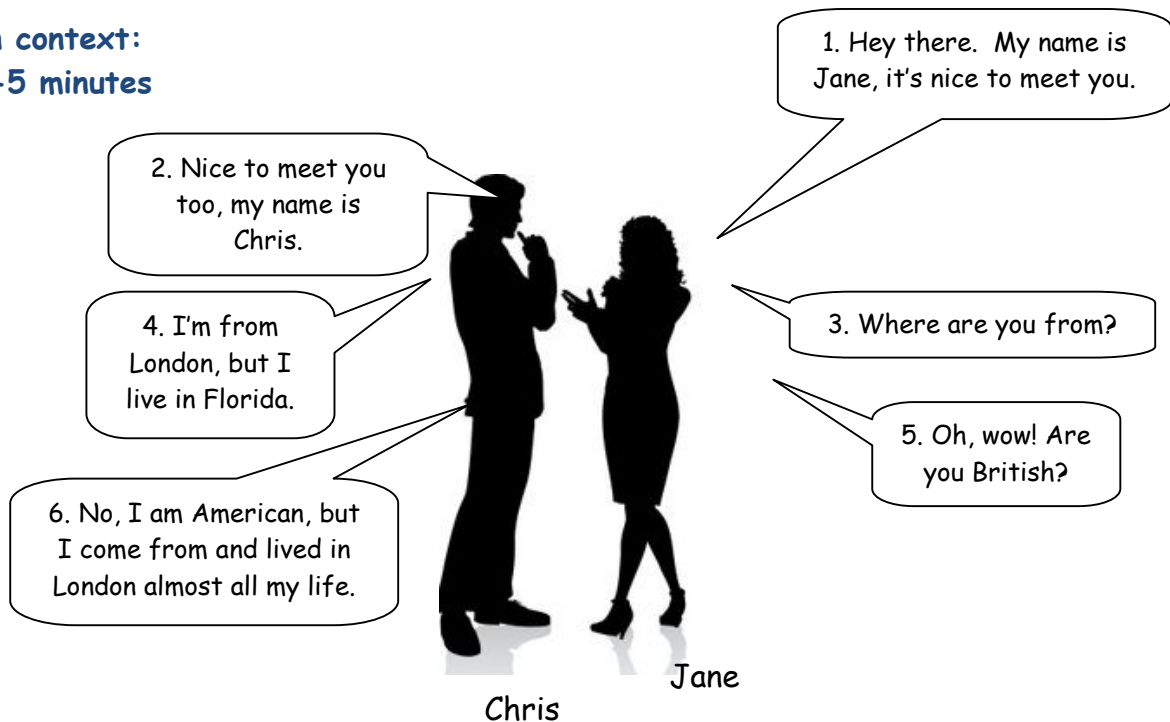 context:
5 minutes
1. Hey there. My name is
Jane, it's nice to meet you.
2. Nice to meet you
too, my name is
Chris.
3. Where are you from?
4. I'm from
London, but I
live in Florida.
5. Oh, wow! Are
you British?
6. No, I am American, but
I come from and lived in
London almost all my life.
Jane
Chris